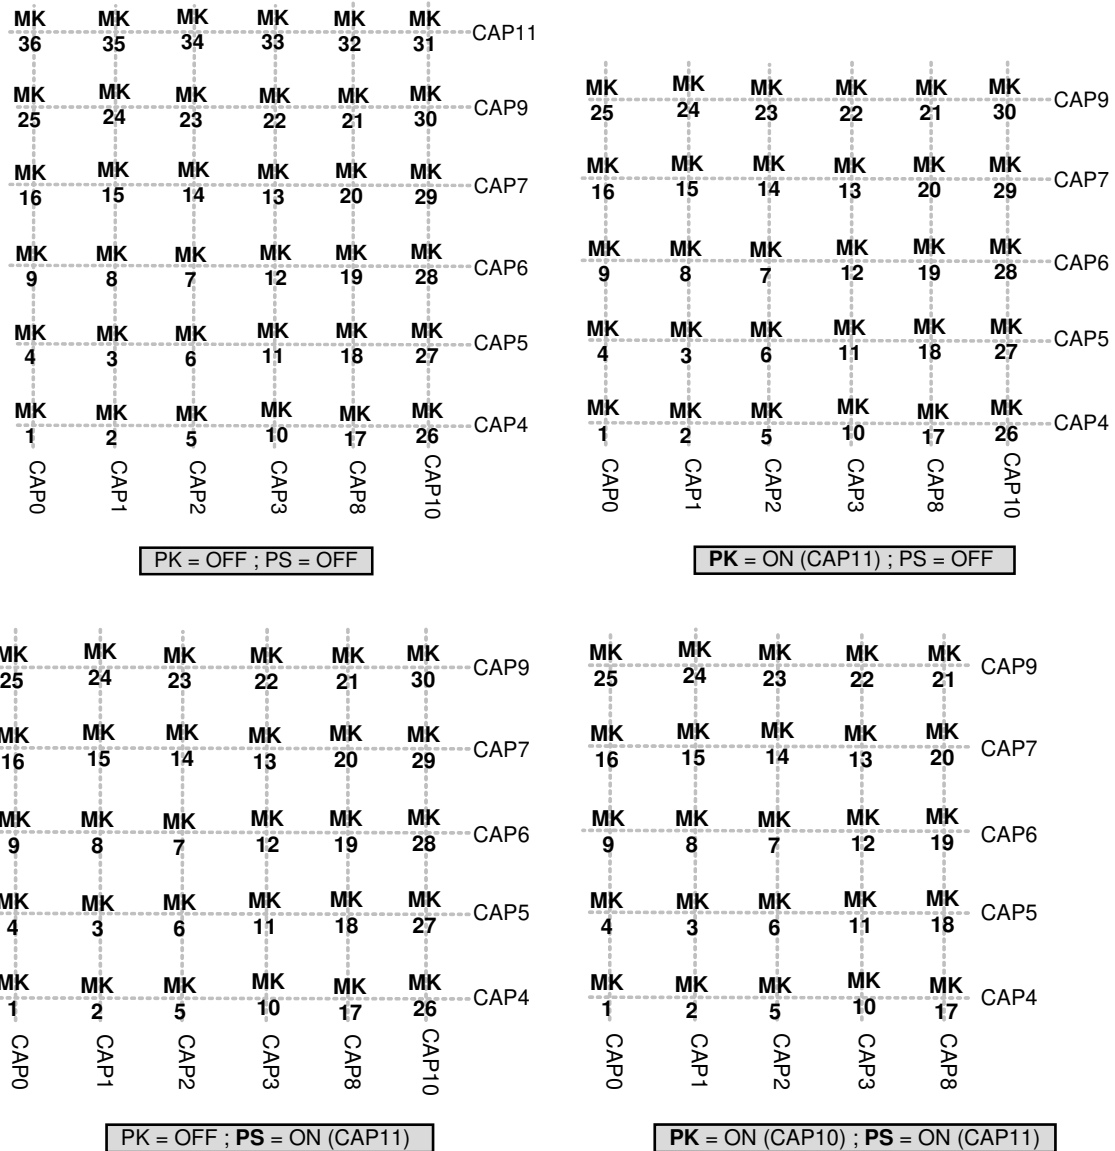 MK MK MK MK MK MK CAP11
36 35 34 33 32 31
MK MK MK MK MK MK CAP9
25 24 23 22 21 30
MK MK MK MK MK MK CAP7
16 15 14 13 20 29
MK MK MK MK MK MK CAP6
9 8 7 12 19 28
MK MK MK MK MK MK CAP5
4 3 6 11 18 27
MK MK MK MK MK MK CAP4
1 2 5 10 17 26
CAP0 CAP1 CAP2 CAP3 CAP8 CAP10
PK = OFF ; PS = OFF
MK MK MK MK MK MK CAP9
25 24 23 22 21 30
MK MK MK MK MK MK CAP7
16 15 14 13 20 29
MK MK MK MK MK MK CAP6
9 8 7 12 19 28
MK MK MK MK MK MK CAP5
4 3 6 11 18 27
MK MK MK MK MK MK CAP4
1 2 5 10 17 26
CAP0 CAP1 CAP2 CAP3 CAP8 CAP10
PK = ON (CAP11) ; PS = OFF
MK MK MK MK MK MK CAP9
25 24 23 22 21 30
MK MK MK MK MK MK CAP7
16 15 14 13 20 29
MK MK MK MK MK MK CAP6
9 8 7 12 19 28
MK MK MK MK MK MK CAP5
4 3 6 11 18 27
MK MK MK MK MK MK CAP4
1 2 5 10 17 26
CAP0 CAP1 CAP2 CAP3 CAP8 CAP10
PK = OFF ; PS = ON (CAP11)
MK MK MK MK MK CAP9
25 24 23 22 21
MK MK MK MK MK CAP7
16 15 14 13 20
MK MK MK MK MK CAP6
9 8 7 12 19
MK MK MK MK MK CAP5
4 3 6 11 18
MK MK MK MK MK CAP4
1 2 5 10 17
CAP0 CAP1 CAP2 CAP3 CAP8
PK = ON (CAP10) ; PS = ON (CAP11)